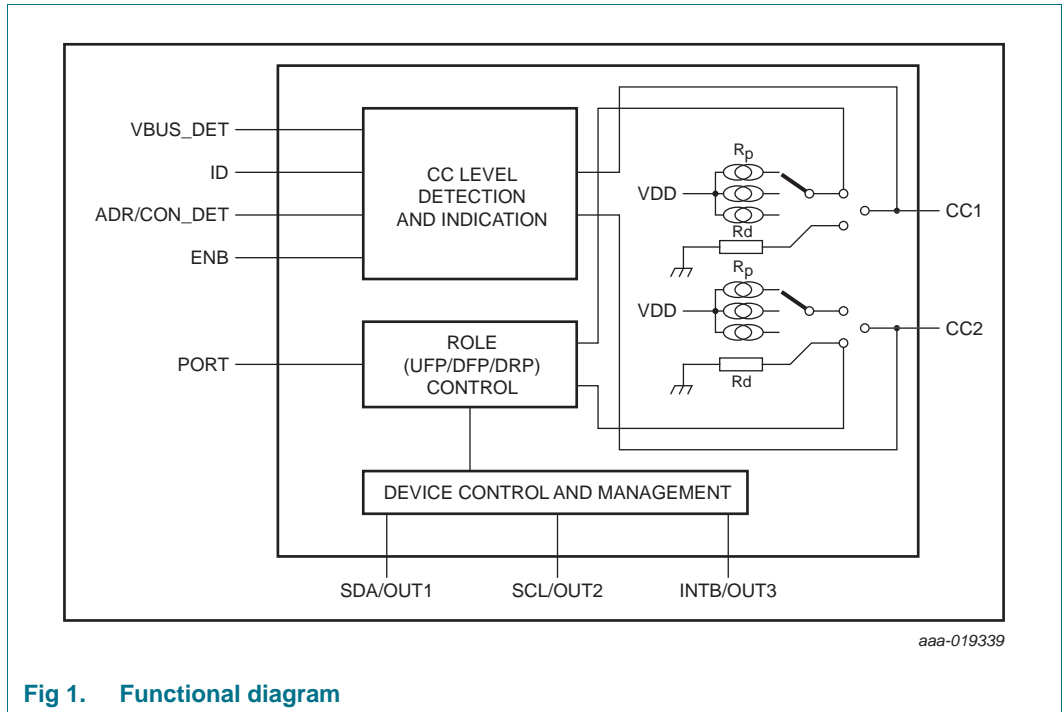 VBUS_DET
ID
ADR/CON_DET
ENB
PORT
CC LEVEL
DETECTION
AND INDICATION
ROLE
(UFP/DFP/DRP)
CONTROL
DEVICE CONTROL AND MANAGEMENT
Rp
VDD
Rd
CC1
Rp
VDD
Rd
CC2
SDA/OUT1
SCL/OUT2
INTB/OUT3
aaa-019339
Fig 1. Functional diagram